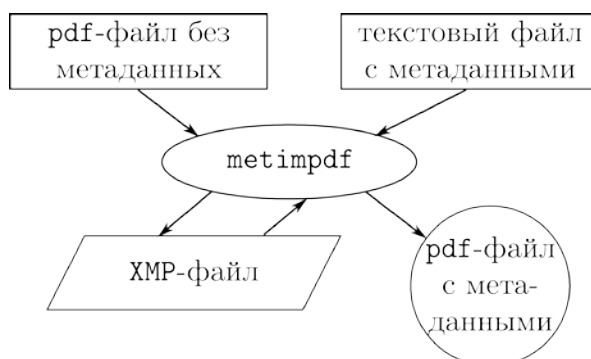 pdf-файл без
метаданных
текстовый файл
с метаданными
metimpdf
XMP-файл
pdf-файл
с мета-
данными